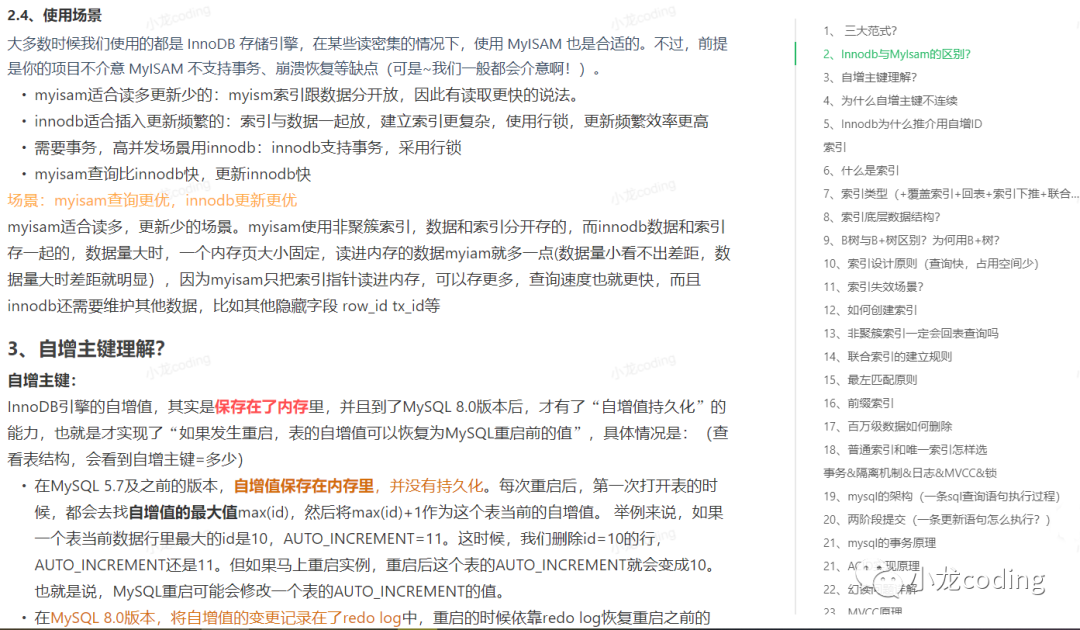 2.4、使用场景
大多数时候我们使用的都是 InnoDB 存储引擎，在某些读密集的情况下，使用 MyISAM 也是合适的。不过，前提
是你的项目不介意 MyISAM 不支持事务、崩溃恢复等缺点（可是~我们一般都会介意啊！）。
• myisam适合读多更新少的：myism索引跟数据分开放，因此有读取更快的说法。
• innodb适合插入更新频繁的：索引与数据一起放，建立索引更复杂，使用行锁，更新频繁效率更高
• 需要事务，高并发场景用innodb：innodb支持事务，采用行锁
• myisam查询比innodb快，更新innodb快
场景：myisam查询更优，innodb更新更优
myisam适合读多，更新少的场景。myisam使用非聚簇索引，数据和索引分开存的，而innodb数据和索引
存一起的，数据量大时，一个内存页大小固定，读进内存的数据myiam就多一点(数据量小看不出差距，数
据量大时差距就明显），因为myisam只把索引指针读进内存，可以存更多，查询速度也就更快，而且
innodb还需要维护其他数据，比如其他隐藏字段 row_id tx_id等
3、自增主键理解？
自增主键：
InnoDB引擎的自增值，其实是保存在了内存里，并且到了MySQL 8.0版本后，才有了“自增值持久化”的
能力，也就是才实现了“如果发生重启，表的自增值可以恢复为MySQL重启前的值”，具体情况是：（查
看表结构，会看到自增主键=多少）
• 在MySQL 5.7及之前的版本，自增值保存在内存里，并没有持久化。每次重启后，第一次打开表的时
候，都会去找自增值的最大值max(id)，然后将max(id)+1作为这个表当前的自增值。 举例来说，如果
一个表当前数据行里最大的id是10，AUTO_INCREMENT=11。这时候，我们删除id=10的行，
AUTO_INCREMENT还是11。但如果马上重启实例，重启后这个表的AUTO_INCREMENT就会变成10。
也就是说，MySQL重启可能会修改一个表的AUTO_INCREMENT的值。
• 在MySQL 8.0版本，将自增值的变更记录在了redo log中，重启的时候依靠redo log恢复重启之前的
1、 三大范式？
2、Innodb与MyIsam的区别？
3、自增主键理解？
4、为什么自增主键不连续
5、Innodb为什么推介用自增ID
索引
6、什么是索引
7、索引类型（+覆盖索引+回表+索引下推+联合...
8、索引底层数据结构？
9、B树与B+树区别？为何用B+树？
10、索引设计原则（查询快，占用空间少）
11、索引失效场景？
12、如何创建索引
13、非聚簇索引一定会回表查询吗
14、联合索引的建立规则
15、最左匹配原则
16、前缀索引
17、百万级数据如何删除
18、普通索引和唯一索引怎样选
事务&隔离机制&日志&MVCC&锁
19、mysql的架构（一条sql查询语句执行过程)
20、两阶段提交（一条更新语句怎么执行？）
21、mysql的事务原理
21、
22、
23、MVCC原理
小龙coding